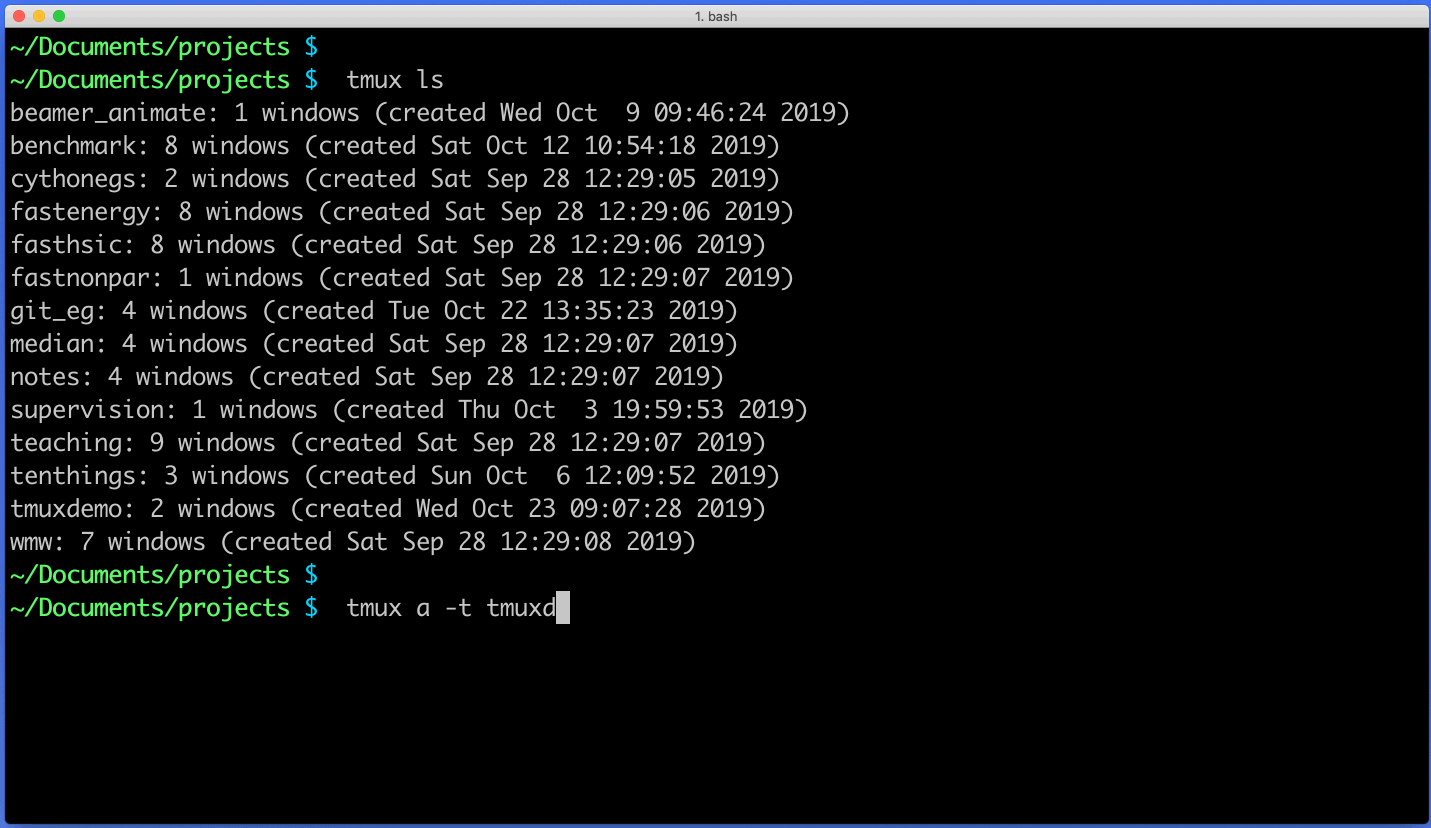 1. bash
~/Documents/projects $
~/Documents/projects $  tmux ls
beamer_animate: 1 windows (created Wed Oct  9 09:46:24 2019)
benchmark: 8 windows (created Sat Oct 12 10:54:18 2019)
cythonegs: 2 windows (created Sat Sep 28 12:29:05 2019)
fastenergy: 8 windows (created Sat Sep 28 12:29:06 2019)
fasthsic: 8 windows (created Sat Sep 28 12:29:06 2019)
fastnonpar: 1 windows (created Sat Sep 28 12:29:07 2019)
git_eg: 4 windows (created Tue Oct 22 13:35:23 2019)
median: 4 windows (created Sat Sep 28 12:29:07 2019)
notes: 4 windows (created Sat Sep 28 12:29:07 2019)
supervision: 1 windows (created Thu Oct  3 19:59:53 2019)
teaching: 9 windows (created Sat Sep 28 12:29:07 2019)
tenthings: 3 windows (created Sun Oct  6 12:09:52 2019)
tmuxdemo: 2 windows (created Wed Oct 23 09:07:28 2019)
wmw: 7 windows (created Sat Sep 28 12:29:08 2019)
~/Documents/projects $
~/Documents/projects $  tmux a -t tmuxd